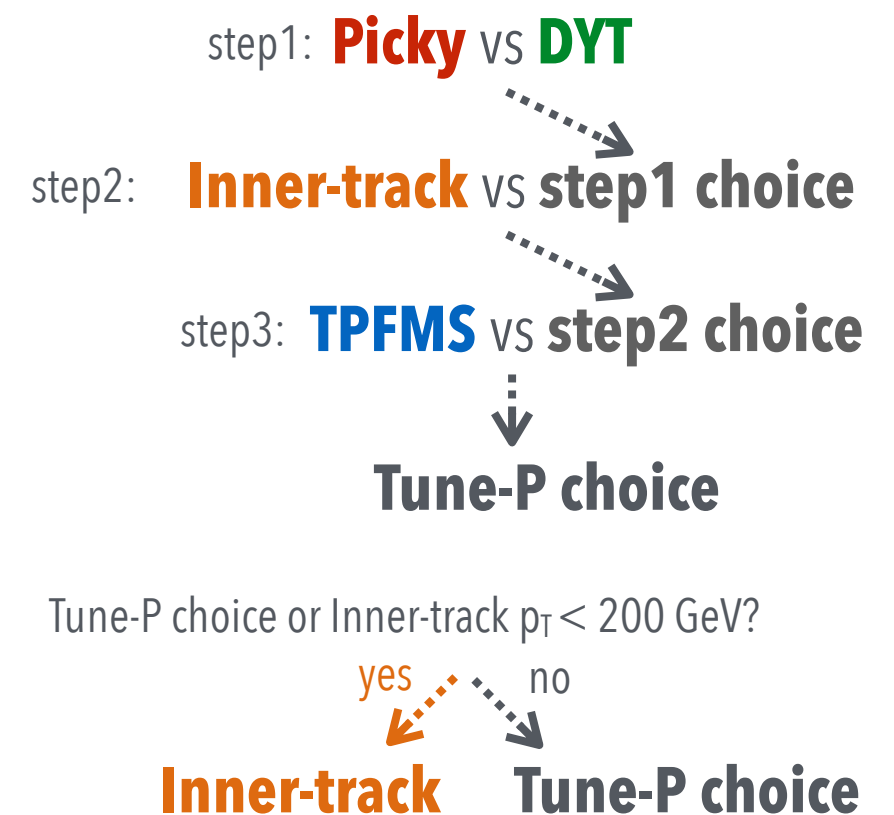 step1: Picky vs DYT
step2: Inner-track vs step1 choice
step3: TPFMS vs step2 choice
Tune-P choice
Tune-P choice or Inner-track pT < 200 GeV?
yes no
Inner-track Tune-P choice